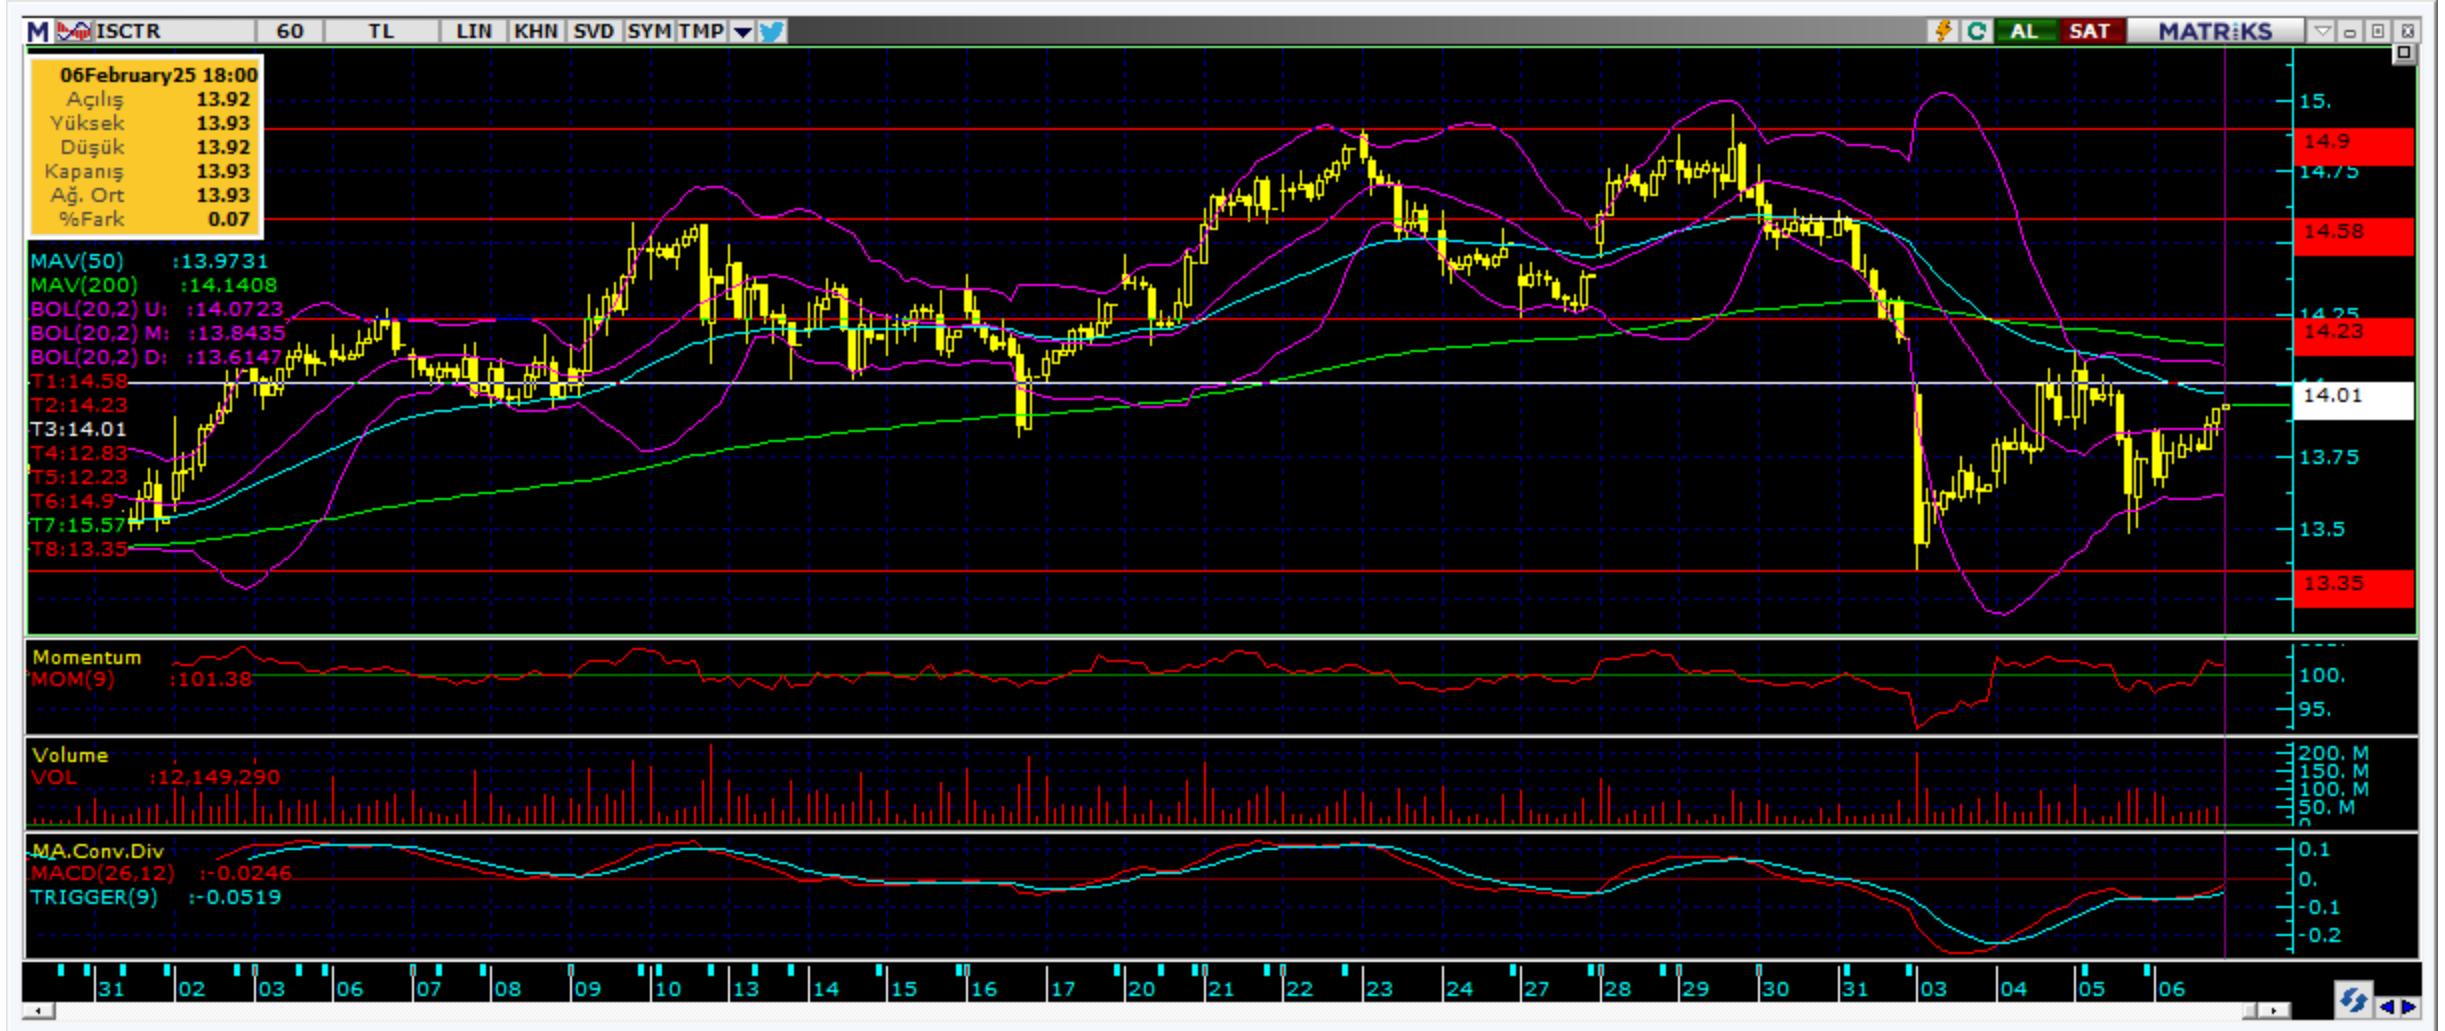 M ISCTR 60 TL LIN KHN SVD SYM TMP AL SAT MATRiKS
06February25 18:00
Açılış 13.92
Yüksek 13.93
Düşük 13.92
Kapanış 13.93
Ağ. Ort 13.93
%Fark 0.07
MAV(50) :13.9731
MAV(200) :14.1408
BOL(20,2) U: :14.0723
BOL(20,2) M: :13.8435
BOL(20,2) D: :13.6147
T1:14.58
T2:14.23
T3:14.01
T4:12.83
T5:12.23
T6:14.9
T7:15.57
T8:13.35
15.
14.9
14.75
14.58
14.25
14.23
14.01
13.75
13.5
13.35
Momentum
MOM(9) :101.38
100.
95.
Volume
VOL :12,149,290
200. M
150. M
100. M
50. M
0
MA.Conv.Div
MACD(26,12) :-0.0246
TRIGGER(9) :-0.0519
0.1
0.
-0.1
-0.2
31 02 03 06 07 08 09 10 13 14 15 16 17 20 21 22 23 24 27 28 29 30 31 03 04 05 06